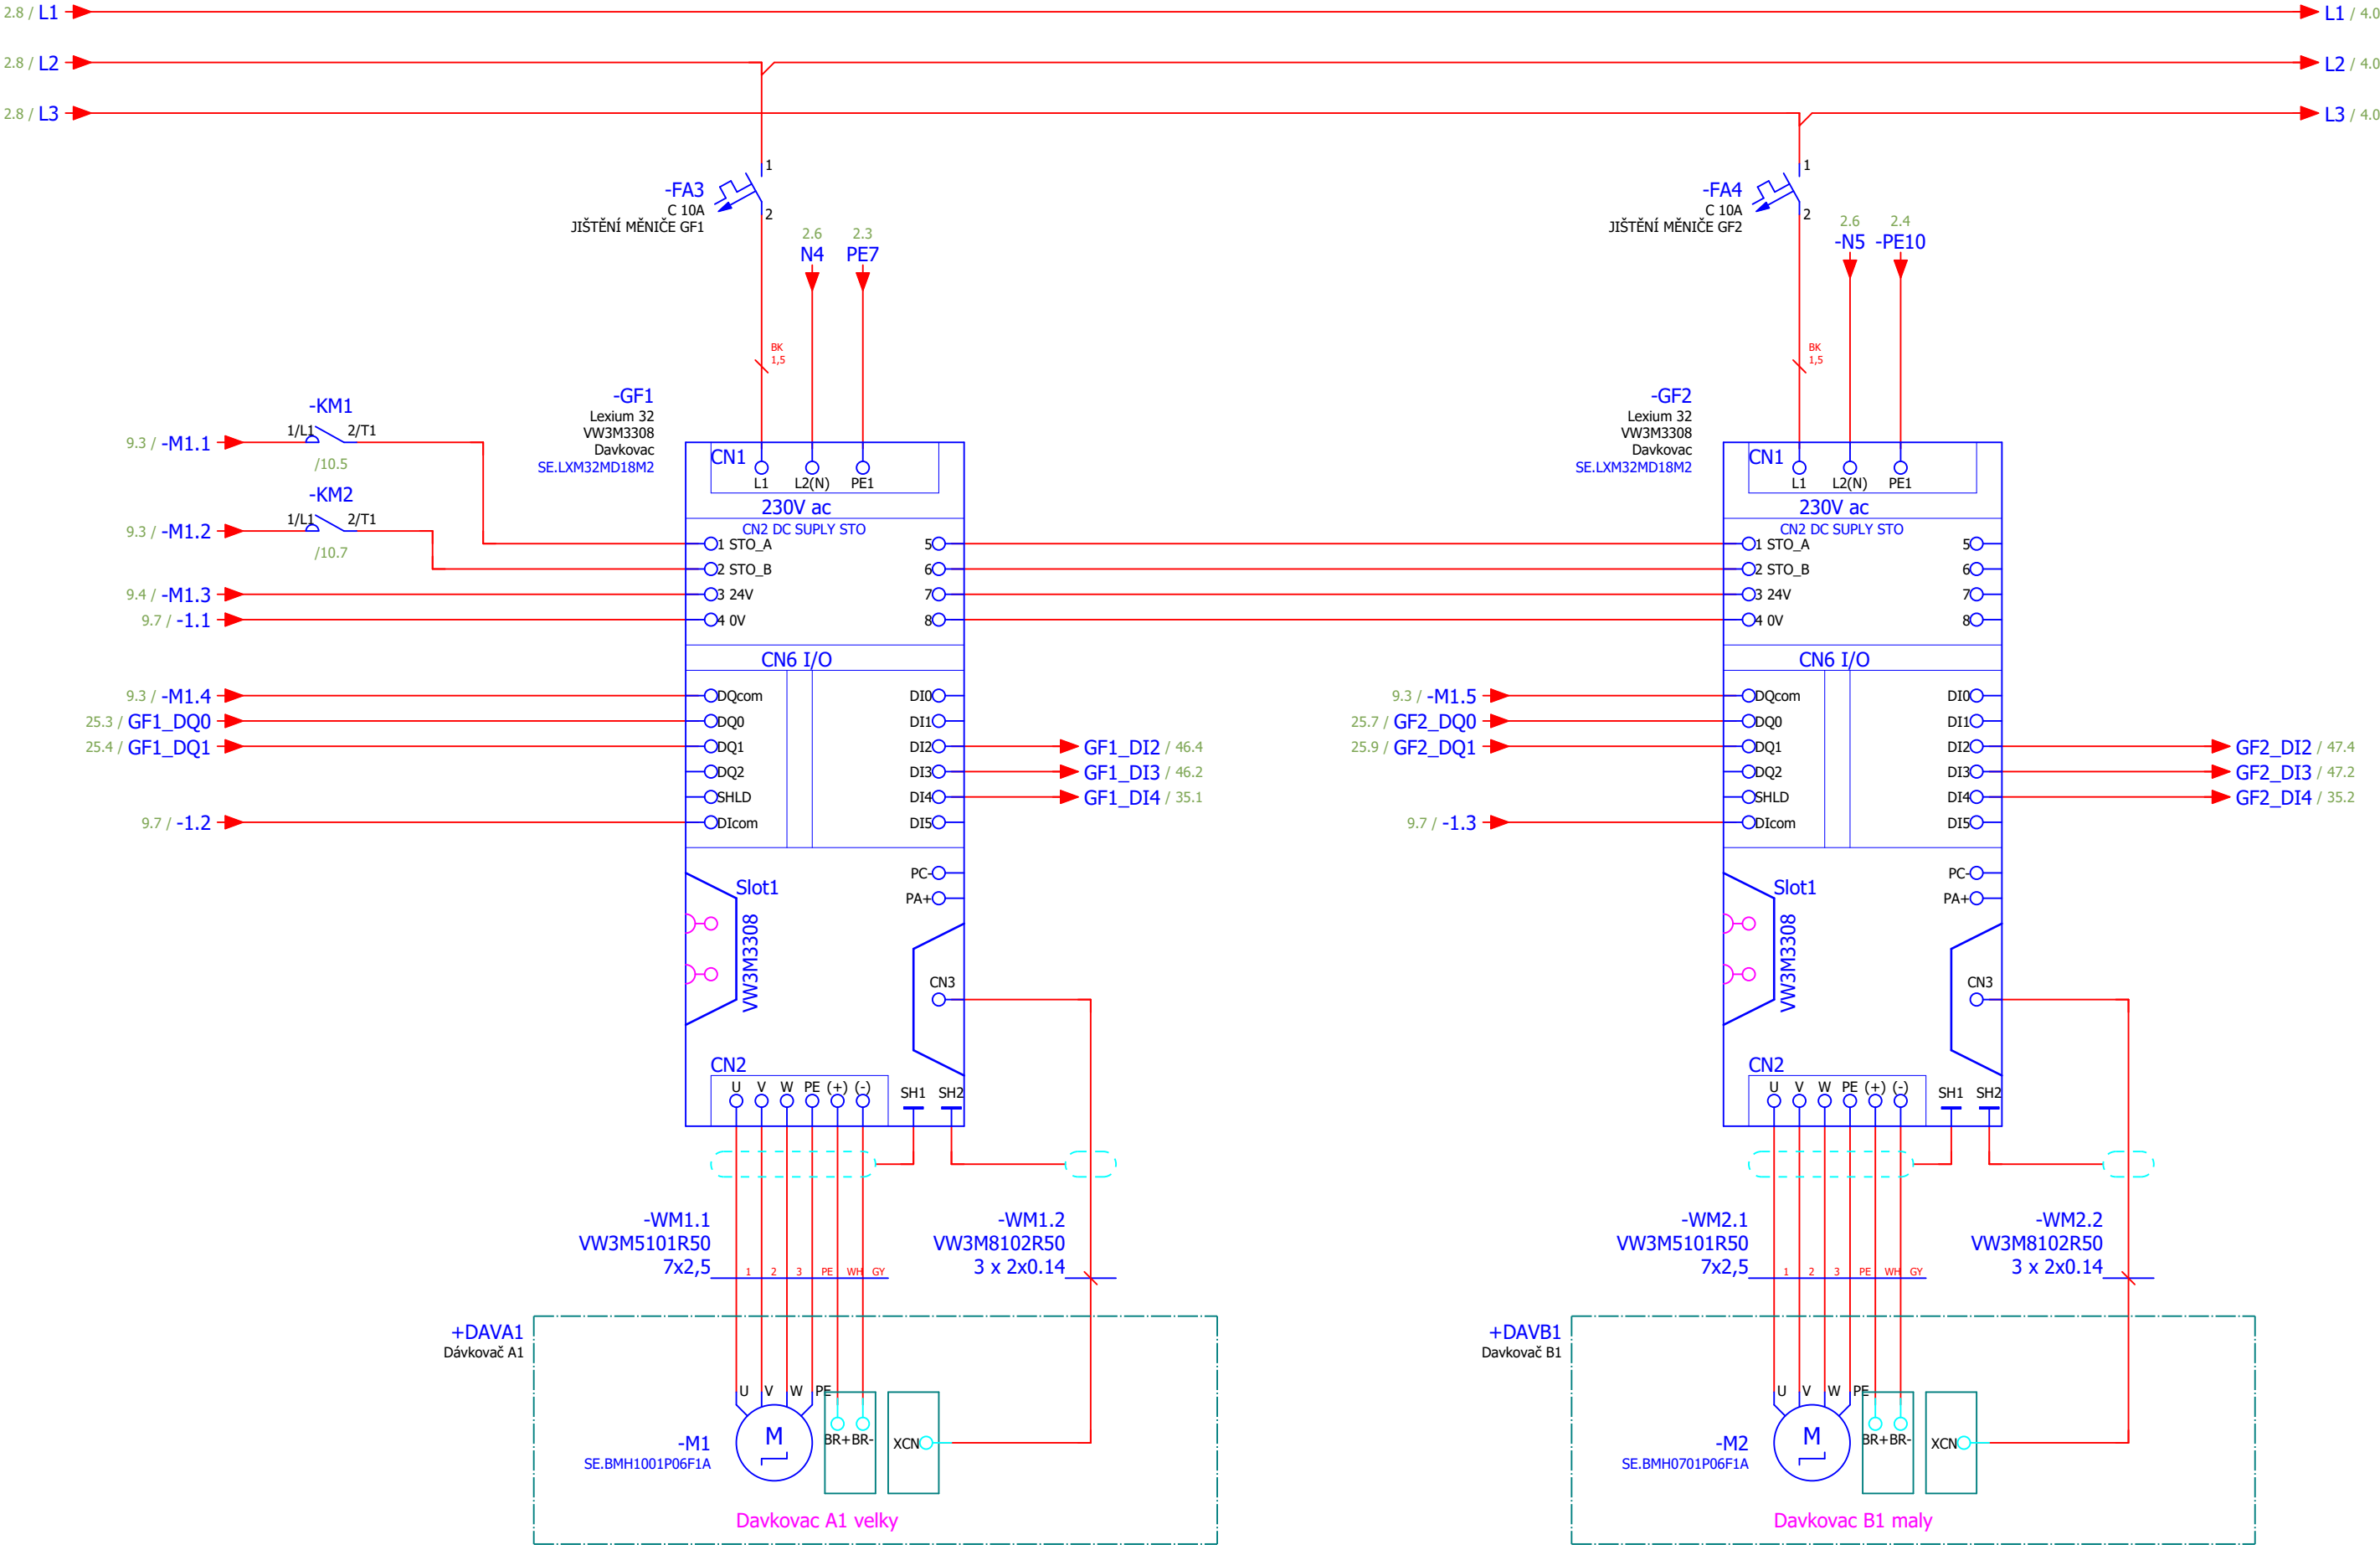 2.8 / L1
L1 / 4.0
2.8 / L2
L2 / 4.0
2.8 / L3
L3 / 4.0
-FA3
C 10A
JIŠTĚNÍ MĚNIČE GF1
1
2
2.6
N4
2.3
PE7
BK
1,5
-FA4
C 10A
JIŠTĚNÍ MĚNIČE GF2
1
2
2.6
-N5
2.4
-PE10
BK
1,5
-KM1
9.3 / -M1.1
1/L1
2/T1
/10.5
-KM2
9.3 / -M1.2
1/L1
2/T1
/10.7
9.4 / -M1.3
9.7 / -1.1
9.3 / -M1.4
25.3 / GF1_DQ0
25.4 / GF1_DQ1
9.7 / -1.2
-GF1
Lexium 32
VW3M3308
Davkovac
SE.LXM32MD18M2
CN1
L1 L2(N) PE1
230V ac
CN2 DC SUPLY STO
1 STO_A 5
2 STO_B 6
3 24V 7
4 0V 8
CN6 I/O
DQcom DI0
DQ0 DI1
DQ1 DI2
DQ2 DI3
SHLD DI4
DIcom DI5
GF1_DI2 / 46.4
GF1_DI3 / 46.2
GF1_DI4 / 35.1
PC-
PA+
Slot1
VW3M3308
CN3
CN2
U V W PE (+) (-)
SH1 SH2
-WM1.1
VW3M5101R50
7x2,5
1 2 3 PE WH GY
-WM1.2
VW3M8102R50
3 x 2x0.14
+DAVA1
Dávkovač A1
U V W PE
M
BR+ BR-
XCN
-M1
SE.BMH1001P06F1A
Davkovac A1 velky
-GF2
Lexium 32
VW3M3308
Davkovac
SE.LXM32MD18M2
CN1
L1 L2(N) PE1
230V ac
CN2 DC SUPLY STO
1 STO_A 5
2 STO_B 6
3 24V 7
4 0V 8
CN6 I/O
9.3 / -M1.5
25.7 / GF2_DQ0
25.9 / GF2_DQ1
9.7 / -1.3
DQcom DI0
DQ0 DI1
DQ1 DI2
DQ2 DI3
SHLD DI4
DIcom DI5
GF2_DI2 / 47.4
GF2_DI3 / 47.2
GF2_DI4 / 35.2
PC-
PA+
Slot1
VW3M3308
CN3
CN2
U V W PE (+) (-)
SH1 SH2
-WM2.1
VW3M5101R50
7x2,5
1 2 3 PE WH GY
-WM2.2
VW3M8102R50
3 x 2x0.14
+DAVB1
Davkovač B1
U V W PE
M
BR+ BR-
XCN
-M2
SE.BMH0701P06F1A
Davkovac B1 maly